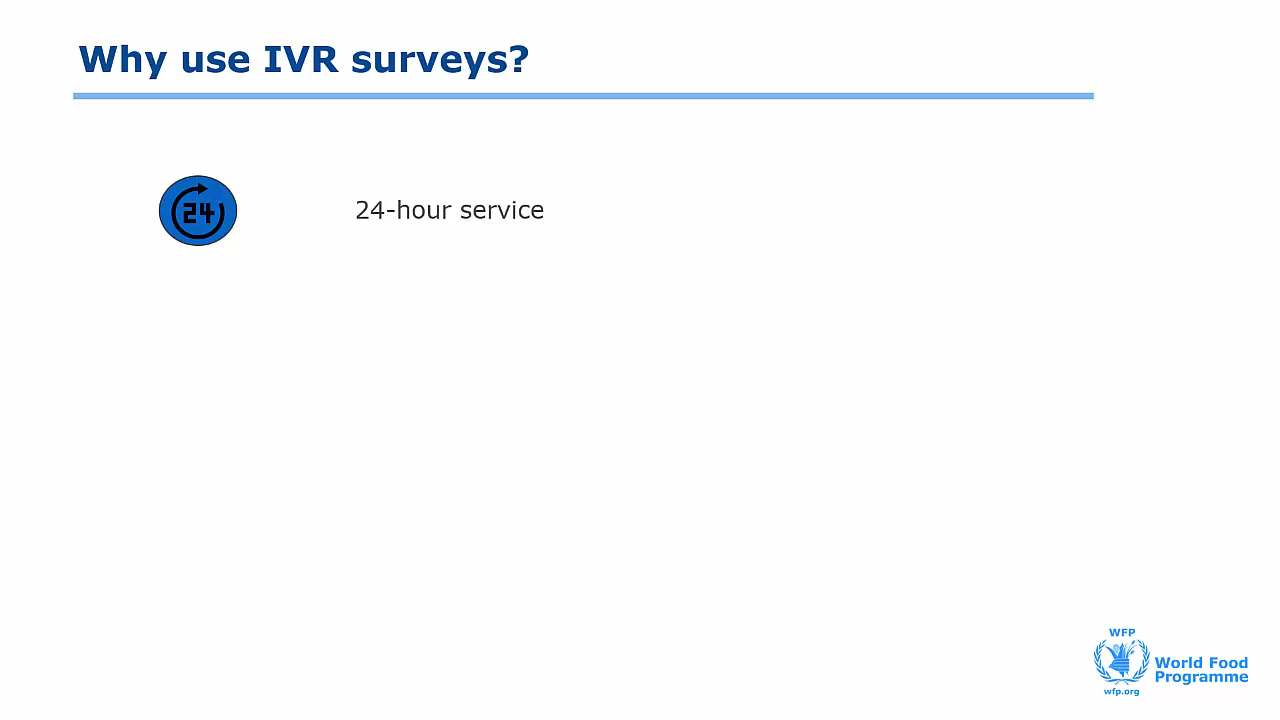 Why use IVR surveys?
24
24-hour service
WFP
World Food
Programme
wfp.org